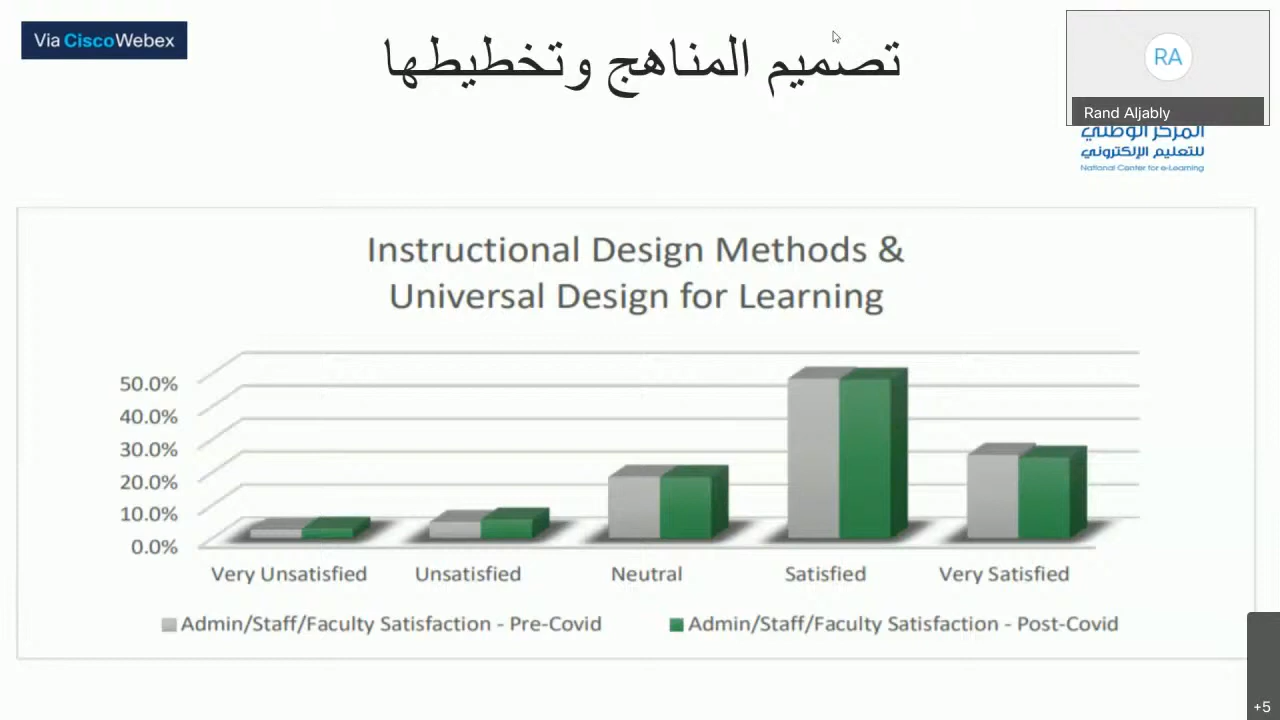 Via Cisco Webex
تصميم المناهج وتخطيطها
RA
Rand Aljably
المركز الوطني
للتعليم الإلكتروني
National Center for e-Learning
Instructional Design Methods &
Universal Design for Learning
50.0%
40.0%
30.0%
20.0%
10.0%
0.0%
Very Unsatisfied Unsatisfied Neutral Satisfied Very Satisfied
Admin/Staff/Faculty Satisfaction - Pre-Covid Admin/Staff/Faculty Satisfaction - Post-Covid
+5